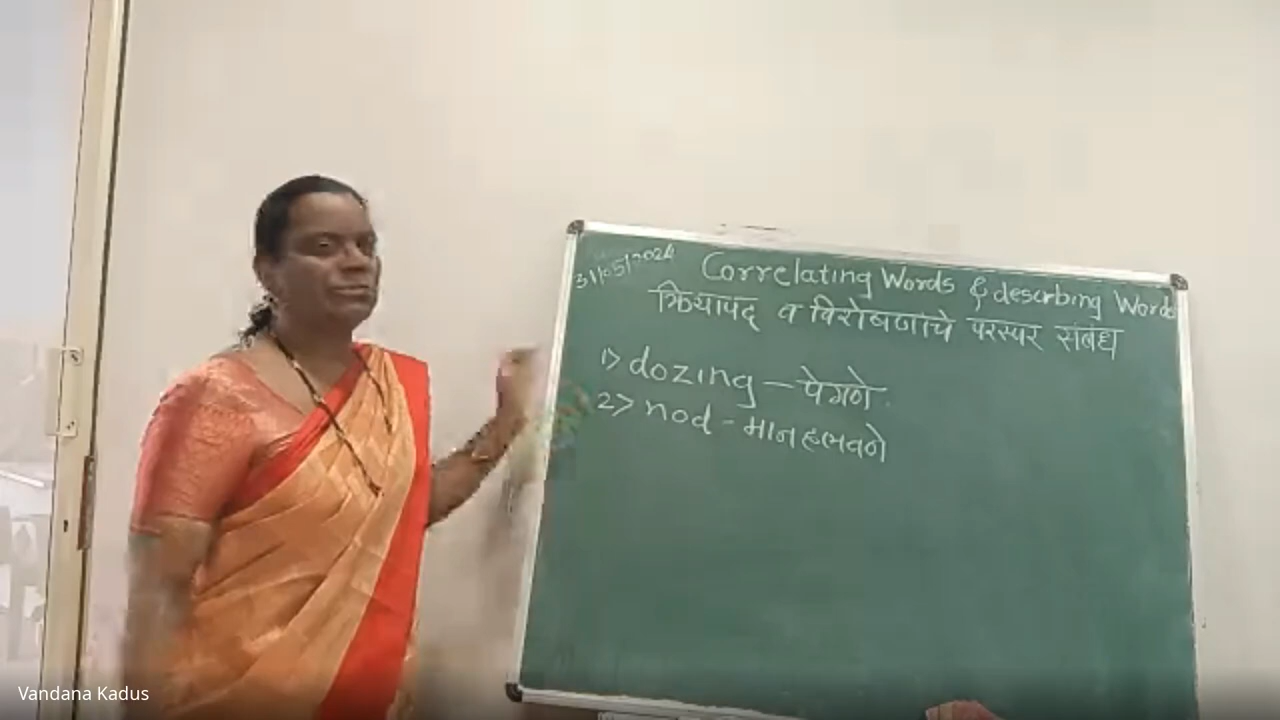 31/05/2024
Correlating Words & describing Words
क्रियापद व विशेषणांचे परस्पर संबंध
1> dozing – पेंगणे.
2> nod - मान हलवणे
Vandana Kadus